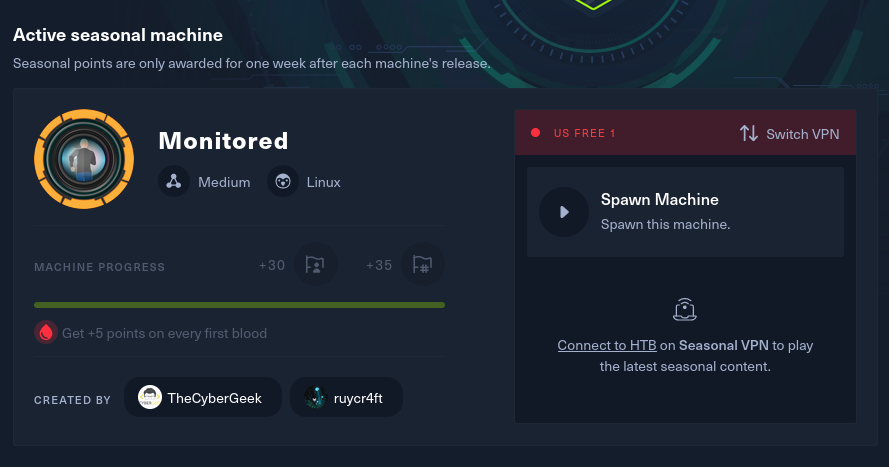 Active seasonal machine
Seasonal points are only awarded for one week after each machine's release.
Monitored
Medium
Linux
MACHINE PROGRESS
+30
+35
Get +5 points on every first blood
CREATED BY
TheCyberGeek
ruycr4ft
US FREE 1
Switch VPN
Spawn Machine
Spawn this machine.
Connect to HTB on Seasonal VPN to play
the latest seasonal content.